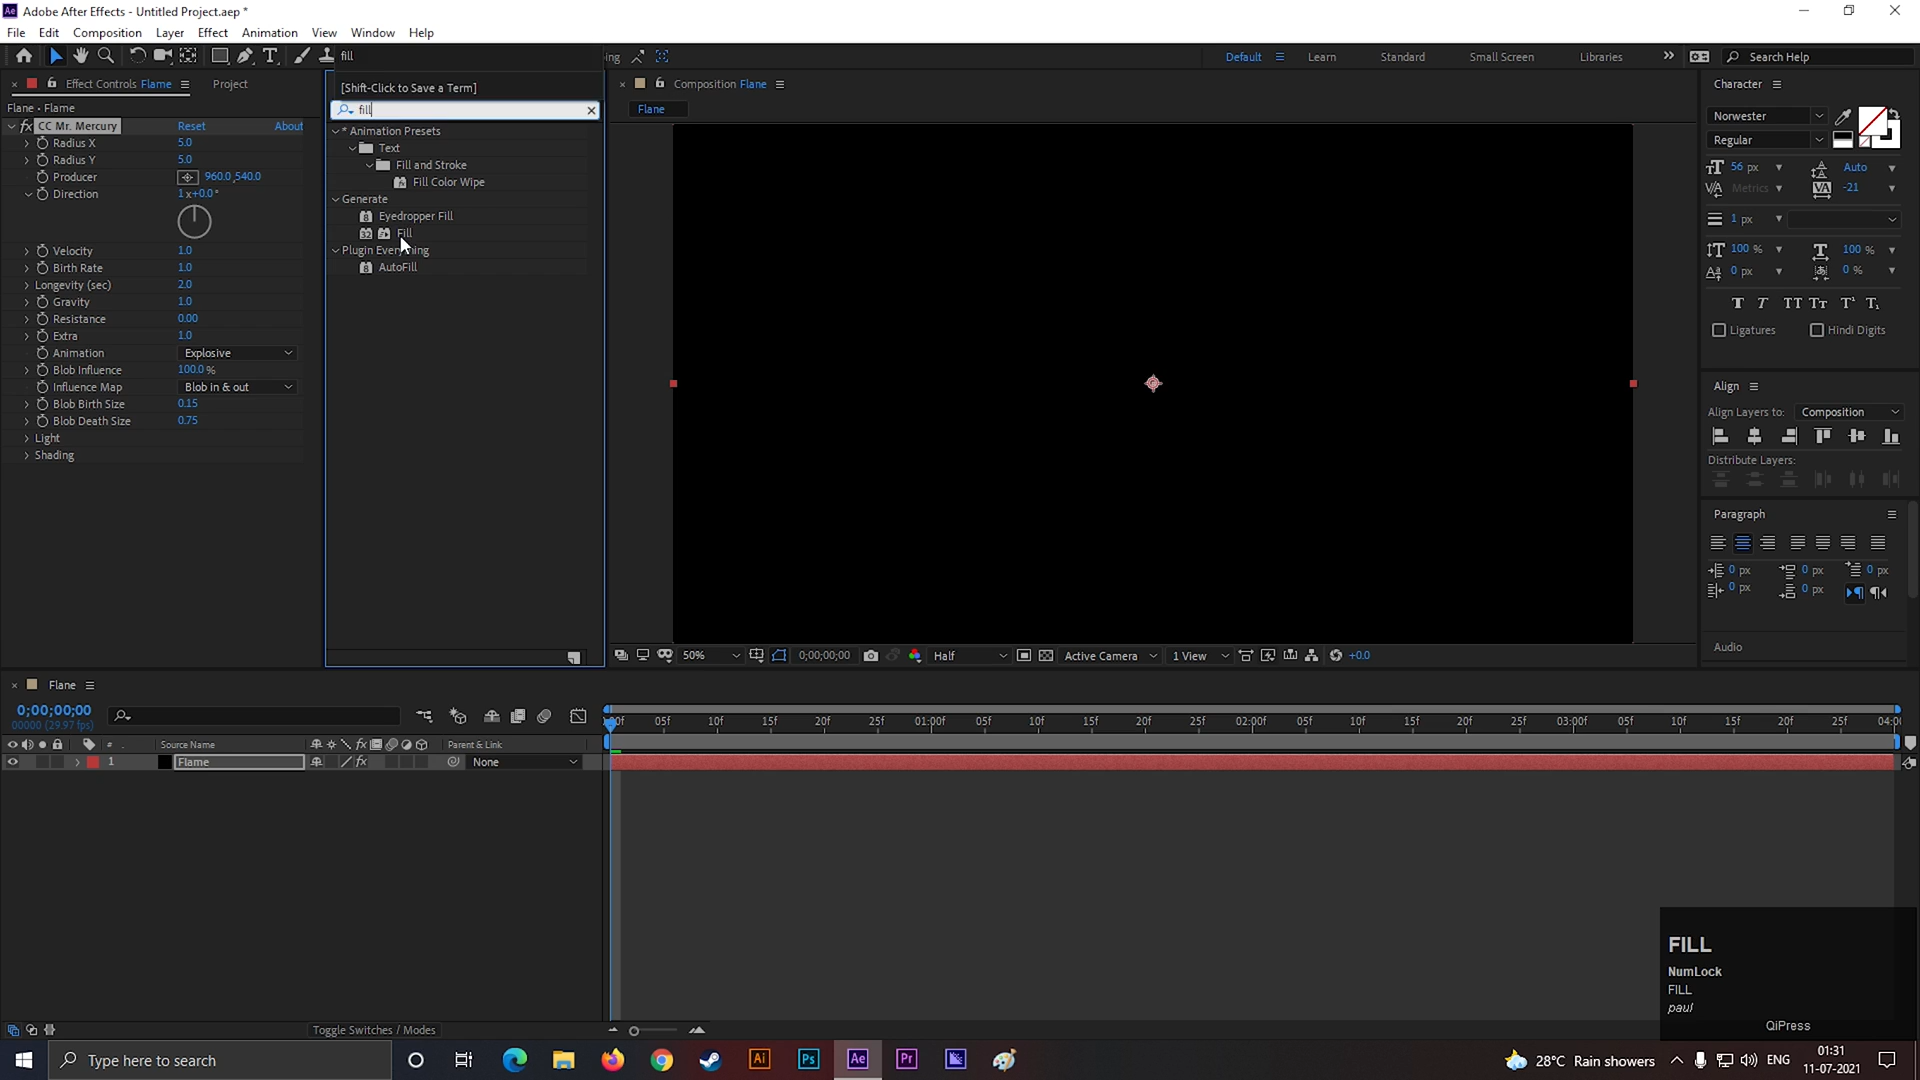 Adobe After Effects - Untitled Project.aep *
File Edit Composition Layer Effect Animation View Window Help
fill
ing
Default Learn Standard Small Screen Libraries Search Help
Effect Controls Flame Project
Flane • Flame
CC Mr. Mercury Reset About
Radius X 5.0
Radius Y 5.0
Producer 960.0,540.0
Direction 1x+0.0°
Velocity 1.0
Birth Rate 1.0
Longevity (sec) 2.0
Gravity 1.0
Resistance 0.00
Extra 1.0
Animation Explosive
Blob Influence 100.0%
Influence Map Blob in & out
Blob Birth Size 0.15
Blob Death Size 0.75
Light
Shading
[Shift-Click to Save a Term]
fill
* Animation Presets
Text
Fill and Stroke
Fill Color Wipe
Generate
Eyedropper Fill
Fill
Plugin Everything
AutoFill
Composition Flane
Flane
50% 0;00;00;00 Half Active Camera 1 View +0.0
Character
Norwester
Regular
56 px Auto
Metrics -21
1 px
100 % 100 %
0 px 0 %
T T TT Tт T¹ T₁
Ligatures Hindi Digits
Align
Align Layers to: Composition
Distribute Layers:
Paragraph
0 px 0 px 0 px
0 px 0 px
Audio
Flane
0;00;00;00
00000 (29.97 fps)
05f 10f 15f 20f 25f 01:00f 05f 10f 15f 20f 25f 02:00f 05f 10f 15f 20f 25f 03:00f 05f 10f 15f 20f 25f
# Source Name Parent & Link
1 Flame None
Toggle Switches / Modes
FILL
NumLock
FILL
paul
QiPress
Type here to search
Ai Ps Ae Pr
28°C Rain showers ENG
01:31
11-07-2021